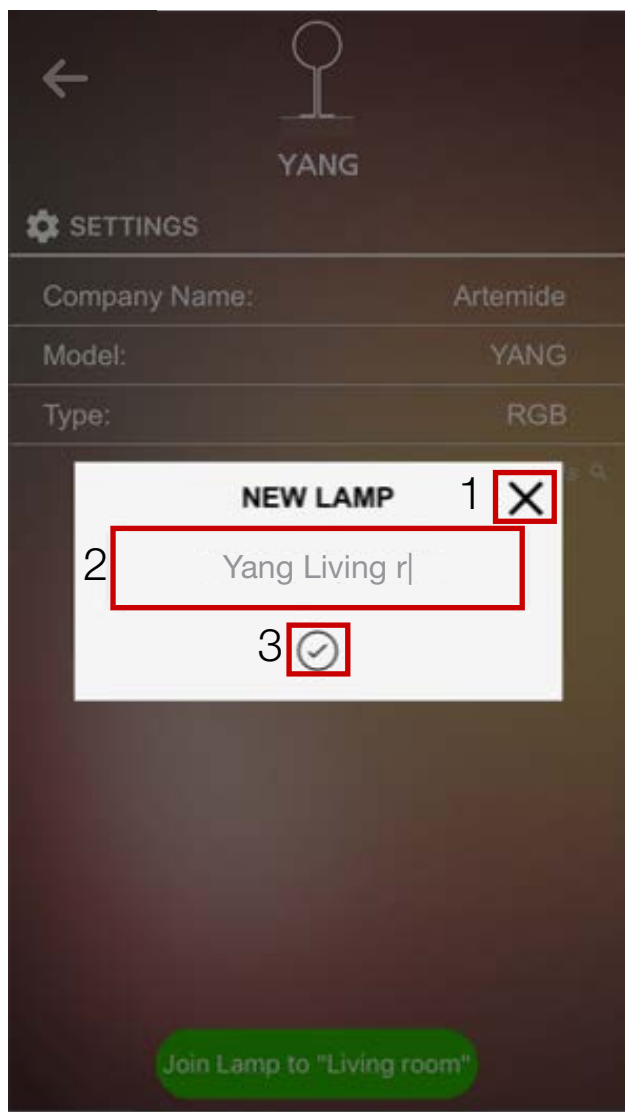 YANG
SETTINGS
Company Name: Artemide
Model: YANG
Type: RGB
NEW LAMP 1
2 Yang Living r
3
Join Lamp to "Living room"